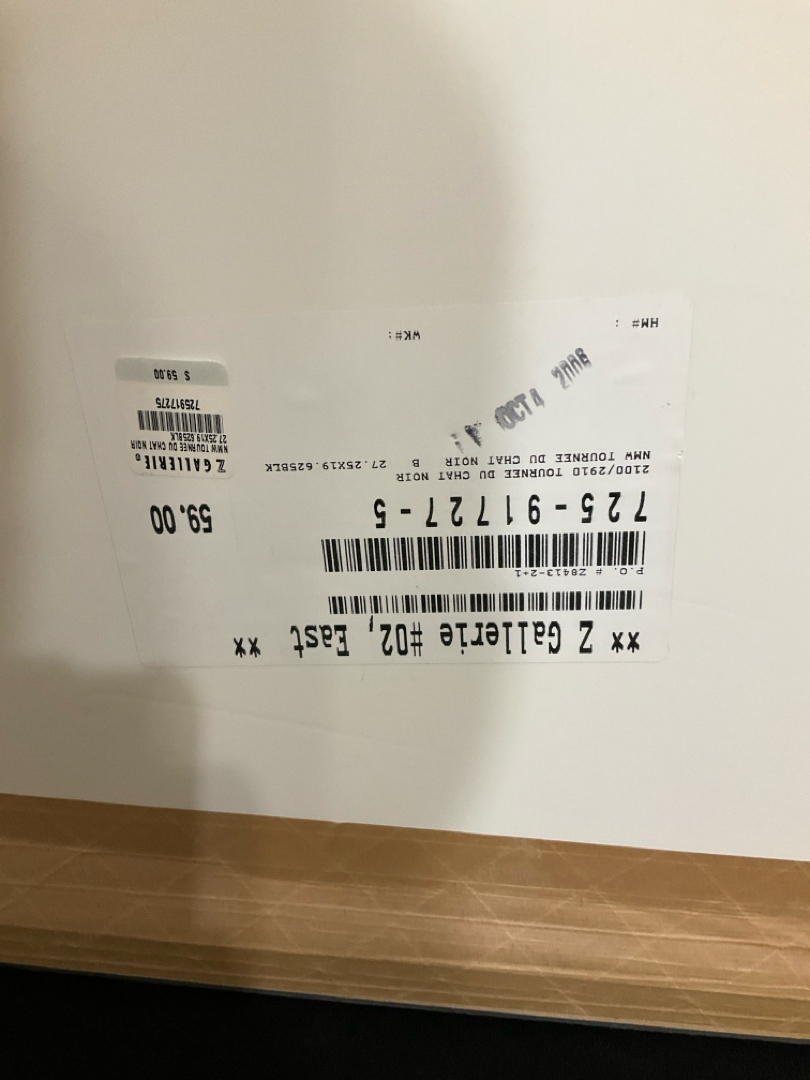 ** Z Gallerie #02, East **
P.O. # Z8413-2+1
725-91727-5 59.00
2100/2910 TOURNEE DU CHAT NOIR
NMW TOURNEE DU CHAT NOIR B 27.25X19.625BLK
OCT 4 2008
HM# : WK#:
Z GALLERIE®
NMW TOURNEE DU CHAT NOIR
27.25X19.625BLK
725917275
$ 59.00